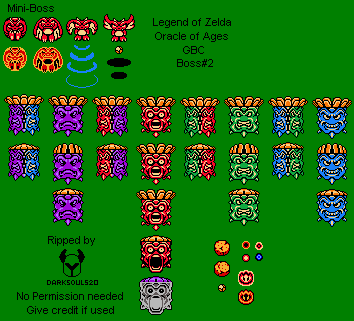 Mini-Boss
Legend of Zelda
Oracle of Ages
GBC
Boss#2
Ripped by
DARKSOULS20
No Permission needed
Give credit if used